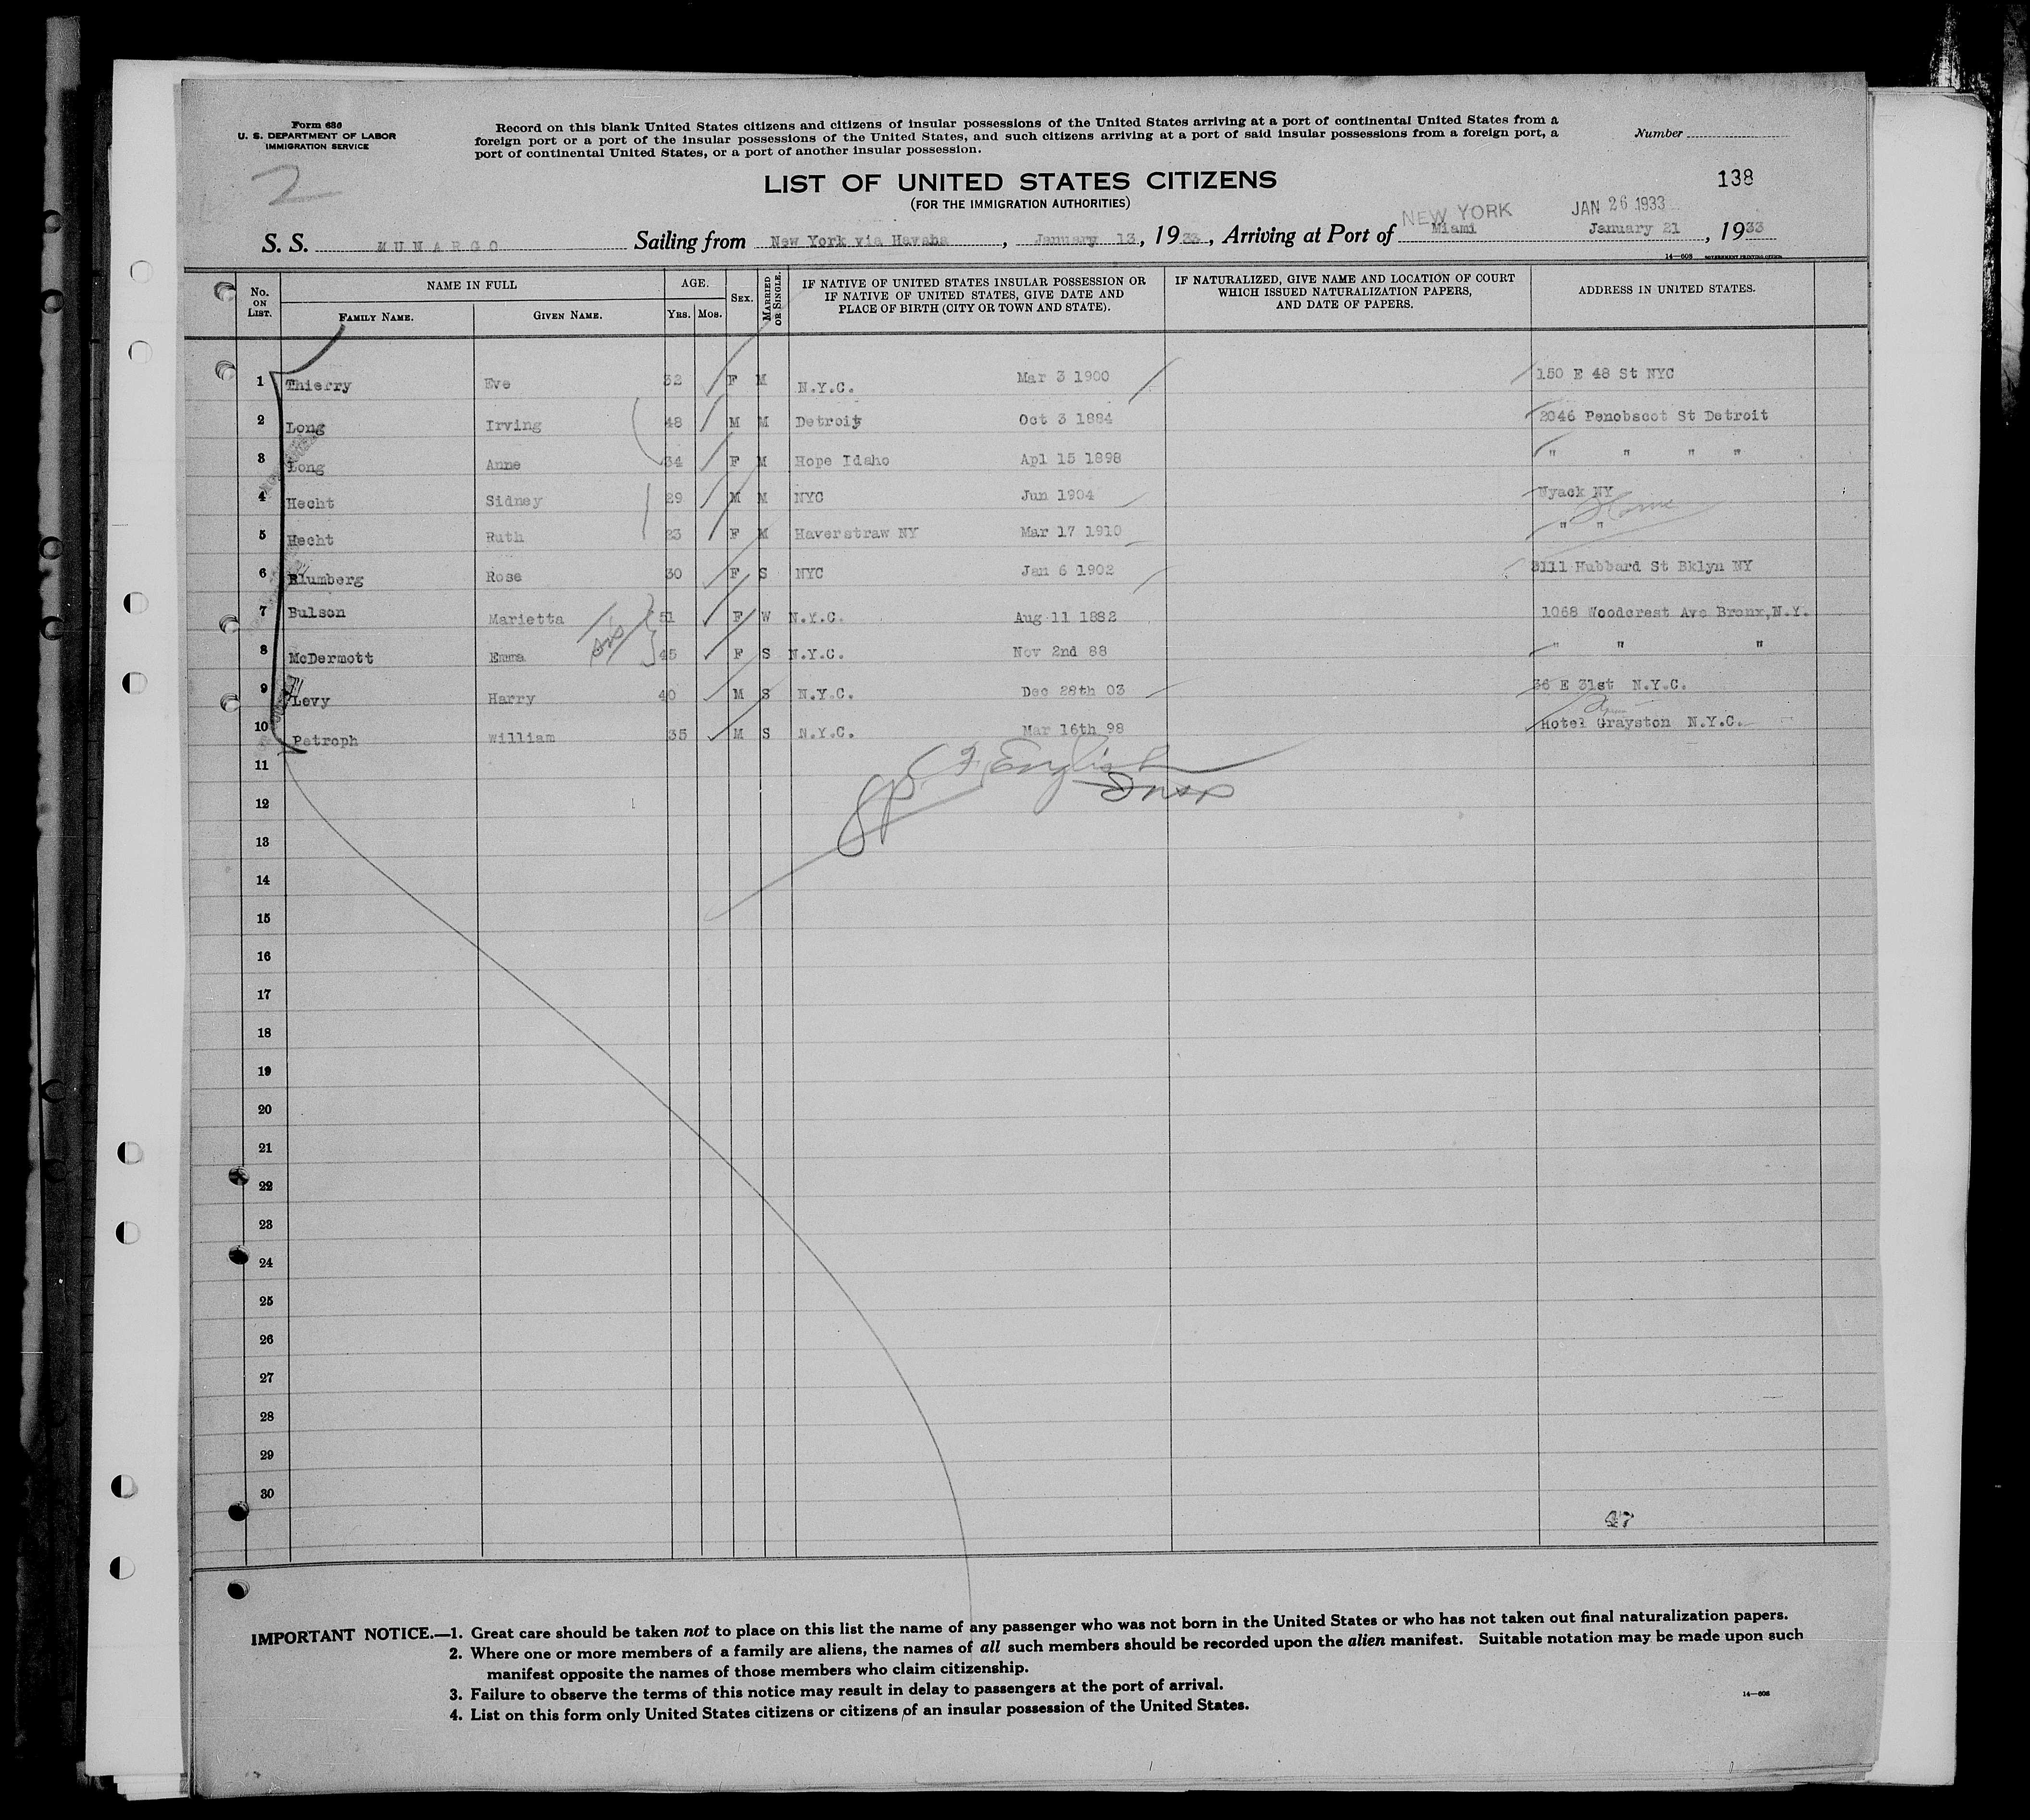 Form 630
U. S. DEPARTMENT OF LABOR
IMMIGRATION SERVICE
Record on this blank United States citizens and citizens of insular possessions of the United States arriving at a port of continental United States from a
foreign port or a port of the insular possessions of the United States, and such citizens arriving at a port of said insular possessions from a foreign port, a
port of continental United States, or a port of another insular possession.
Number
2
138
LIST OF UNITED STATES CITIZENS
(FOR THE IMMIGRATION AUTHORITIES)
NEW YORK JAN 26 1933
S. S. MUNARGO Sailing from New York via Havana, January 13, 1933, Arriving at Port of Miami January 21, 1933
14—608 GOVERNMENT PRINTING OFFICE
No. ON LIST. NAME IN FULL FAMILY NAME. GIVEN NAME. AGE. YRS. MOS. SEX. MARRIED OR SINGLE. IF NATIVE OF UNITED STATES INSULAR POSSESSION OR IF NATIVE OF UNITED STATES, GIVE DATE AND PLACE OF BIRTH (CITY OR TOWN AND STATE). IF NATURALIZED, GIVE NAME AND LOCATION OF COURT WHICH ISSUED NATURALIZATION PAPERS, AND DATE OF PAPERS. ADDRESS IN UNITED STATES.
1 Thierry Eve 32 F M N.Y.C. Mar 3 1900 150 E 48 St NYC
2 Long Irving 48 M M Detroit Oct 3 1884 2046 Penobscot St Detroit
3 Long Anne 34 F M Hope Idaho Apl 15 1898 " " " "
4 Hecht Sidney 29 M M NYC Jun 1904 Nyack NY
5 Hecht Ruth 23 F M Haverstraw NY Mar 17 1910 " "
6 Blumberg Rose 30 F S NYC Jan 6 1902 3111 Hubbard St Bklyn NY
7 Bulson Marietta 51 F W N.Y.C. Aug 11 1882 1068 Woodcrest Ave Bronx,N.Y.
sis
8 McDermott Emma 45 F S N.Y.C. Nov 2nd 88 " " "
9 Levy Harry 40 M S N.Y.C. Dec 28th 03 36 E 31st N.Y.C.
10 Petroph William 35 M S N.Y.C. Mar 16th 98 Hotel Grayston N.Y.C.
English
Insp
11
12
13
14
15
16
17
18
19
20
21
22
23
24
25
26
27
28
29
30
47
IMPORTANT NOTICE.—1. Great care should be taken not to place on this list the name of any passenger who was not born in the United States or who has not taken out final naturalization papers.
2. Where one or more members of a family are aliens, the names of all such members should be recorded upon the alien manifest. Suitable notation may be made upon such
manifest opposite the names of those members who claim citizenship.
3. Failure to observe the terms of this notice may result in delay to passengers at the port of arrival.
4. List on this form only United States citizens or citizens of an insular possession of the United States.
14—608